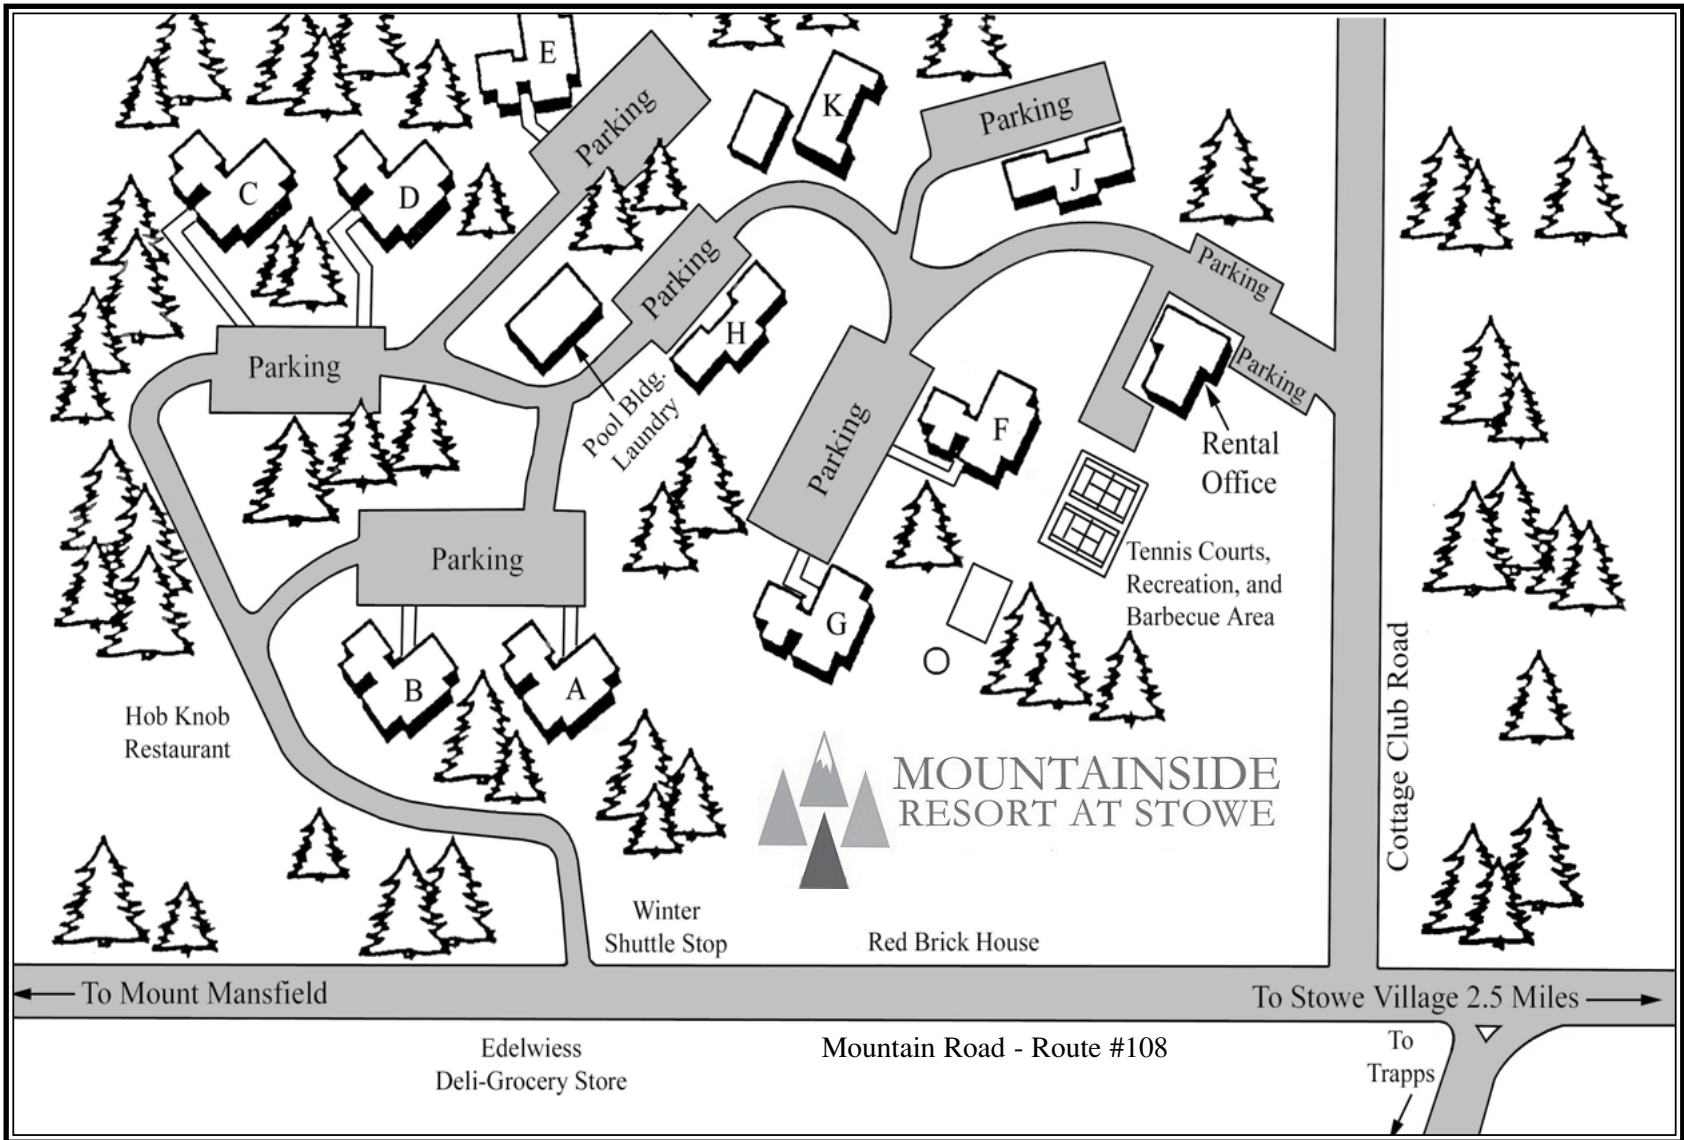 E
Parking
K
Parking
J
C
D
Parking
Parking
H
Parking
Parking
Parking
Pool Bldg.
Laundry
Parking
F
Rental
Office
Parking
Tennis Courts,
Recreation, and
Barbecue Area
G
B
A
Hob Knob
Restaurant
Cottage Club Road
MOUNTAINSIDE
RESORT AT STOWE
Winter
Shuttle Stop
Red Brick House
To Mount Mansfield
To Stowe Village 2.5 Miles
Edelwiess
Deli-Grocery Store
Mountain Road - Route #108
To
Trapps